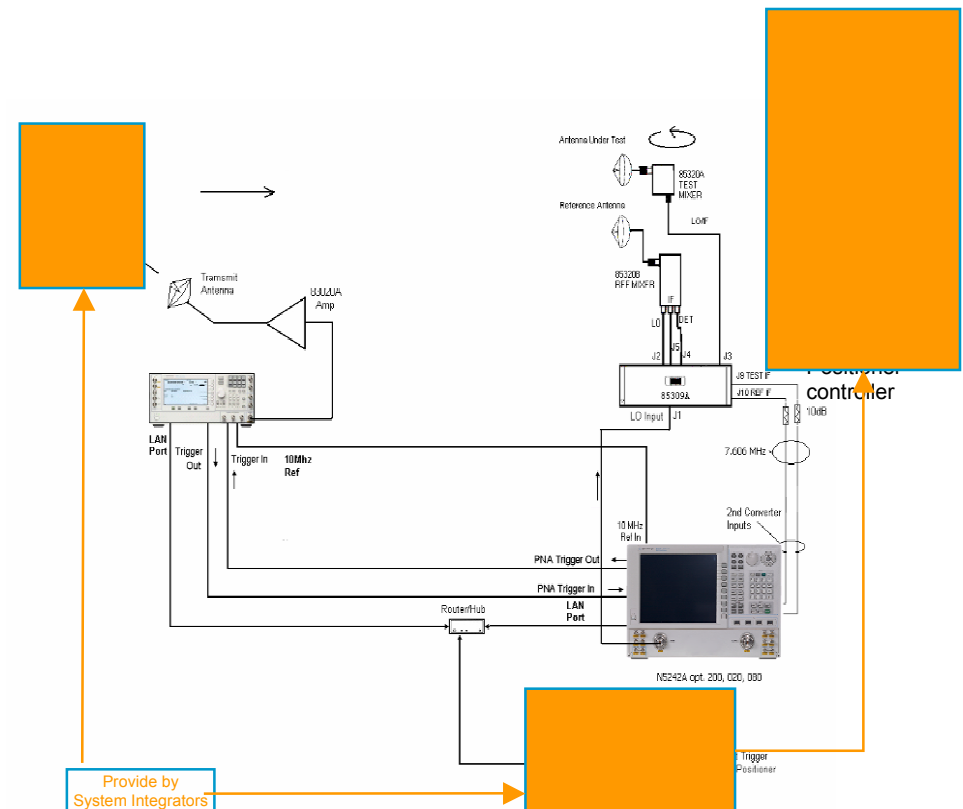 Antenna Under Test
85320A
TEST
MIXER
Reference Antenna
LO/IF
Transmit
Antenna
83020A
Amp
85320B
REF MIXER
IF
LO
DET
J5
J2
J4
J3
Positioner
controller
J9 TEST IF
J10 REF IF
85309A
10dB
LO Input
J1
LAN
Port
Trigger
Out
Trigger In
10Mhz
Ref
7.606 MHz
2nd Converter
Inputs
10 MHz
Ref In
PNA Trigger Out
PNA Trigger In
Router/Hub
LAN
Port
N5242A opt. 200, 020, 080
Trigger
Positioner
Provide by
System Integrators